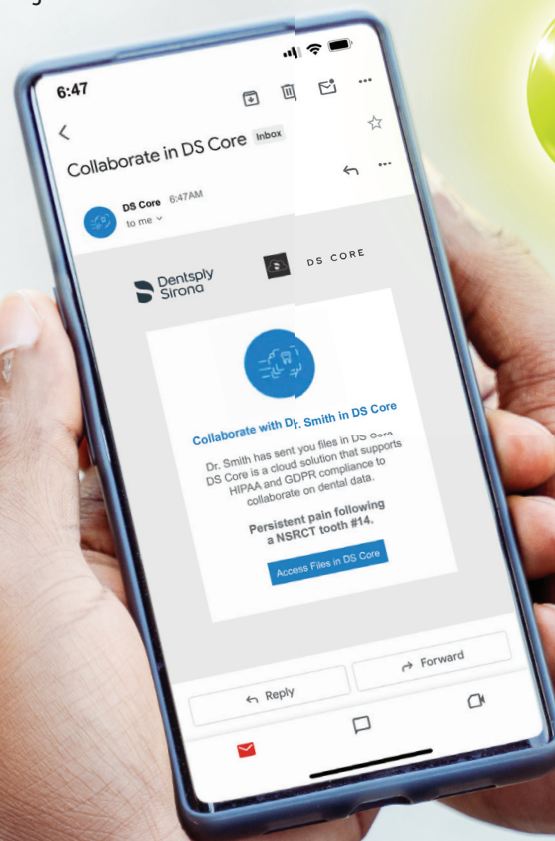 6:47
Collaborate in DS Core Inbox
DS Core 6:47AM
to me
Dentsply
Sirona
DS CORE
Collaborate with Dr. Smith in DS Core
Dr. Smith has sent you files in DS Core
DS Core is a cloud solution that supports
HIPAA and GDPR compliance to
collaborate on dental data.
Persistent pain following
a NSRCT tooth #14.
Access Files in DS Core
Reply
Forward